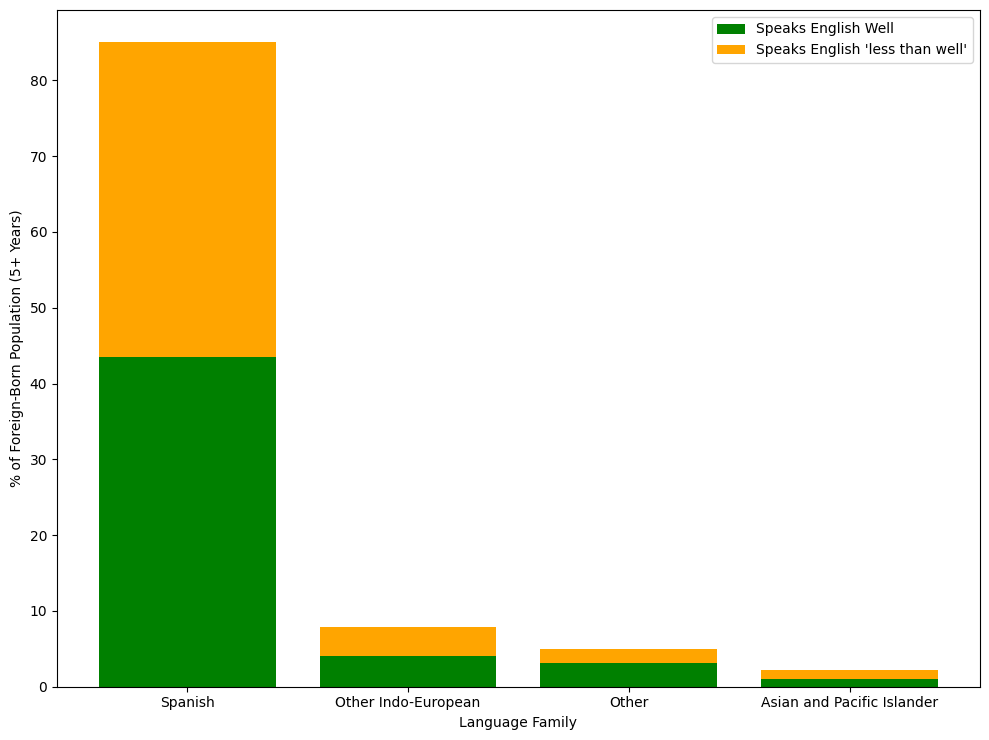 Speaks English Well
Speaks English 'less than well'
% of Foreign-Born Population (5+ Years)
80
70
60
50
40
30
20
10
0
Spanish
Other Indo-European
Other
Asian and Pacific Islander
Language Family